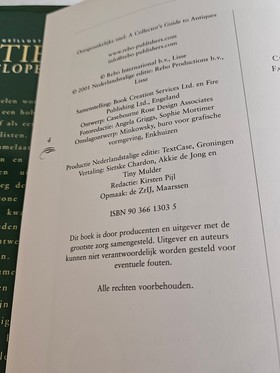 Oorspronkelijke titel: A Collector's Guide to Antiques
www.rebo-publishers.com
info@rebo-publishers.com
© Rebo International b.v., Lisse
© 2001 Nederlandstalige editie: Rebo Productions b.v.,
Lisse
Samenstelling: Book Creation Services Ltd. en Fire
Publishing Ltd., Engeland
Ontwerp: Casebourne Rose Design Associates
Fotoredactie: Angela Griggs, Sophie Mortimer
Omslagontwerp: Minkowsky, buro voor grafische
vormgeving, Enkhuizen
Productie Nederlandstalige editie: TextCase, Groningen
Vertaling: Sietske Chardon, Akkie de Jong en
Tiny Mulder
Redactie: Kirsten Pijl
Opmaak: de ZrIJ, Maarssen
ISBN 90 366 1303 5
Dit boek is door producenten en uitgever met de
grootste zorg samengesteld. Uitgever en auteurs
kunnen niet verantwoordelijk worden gesteld voor
eventuele fouten.
Alle rechten voorbehouden.